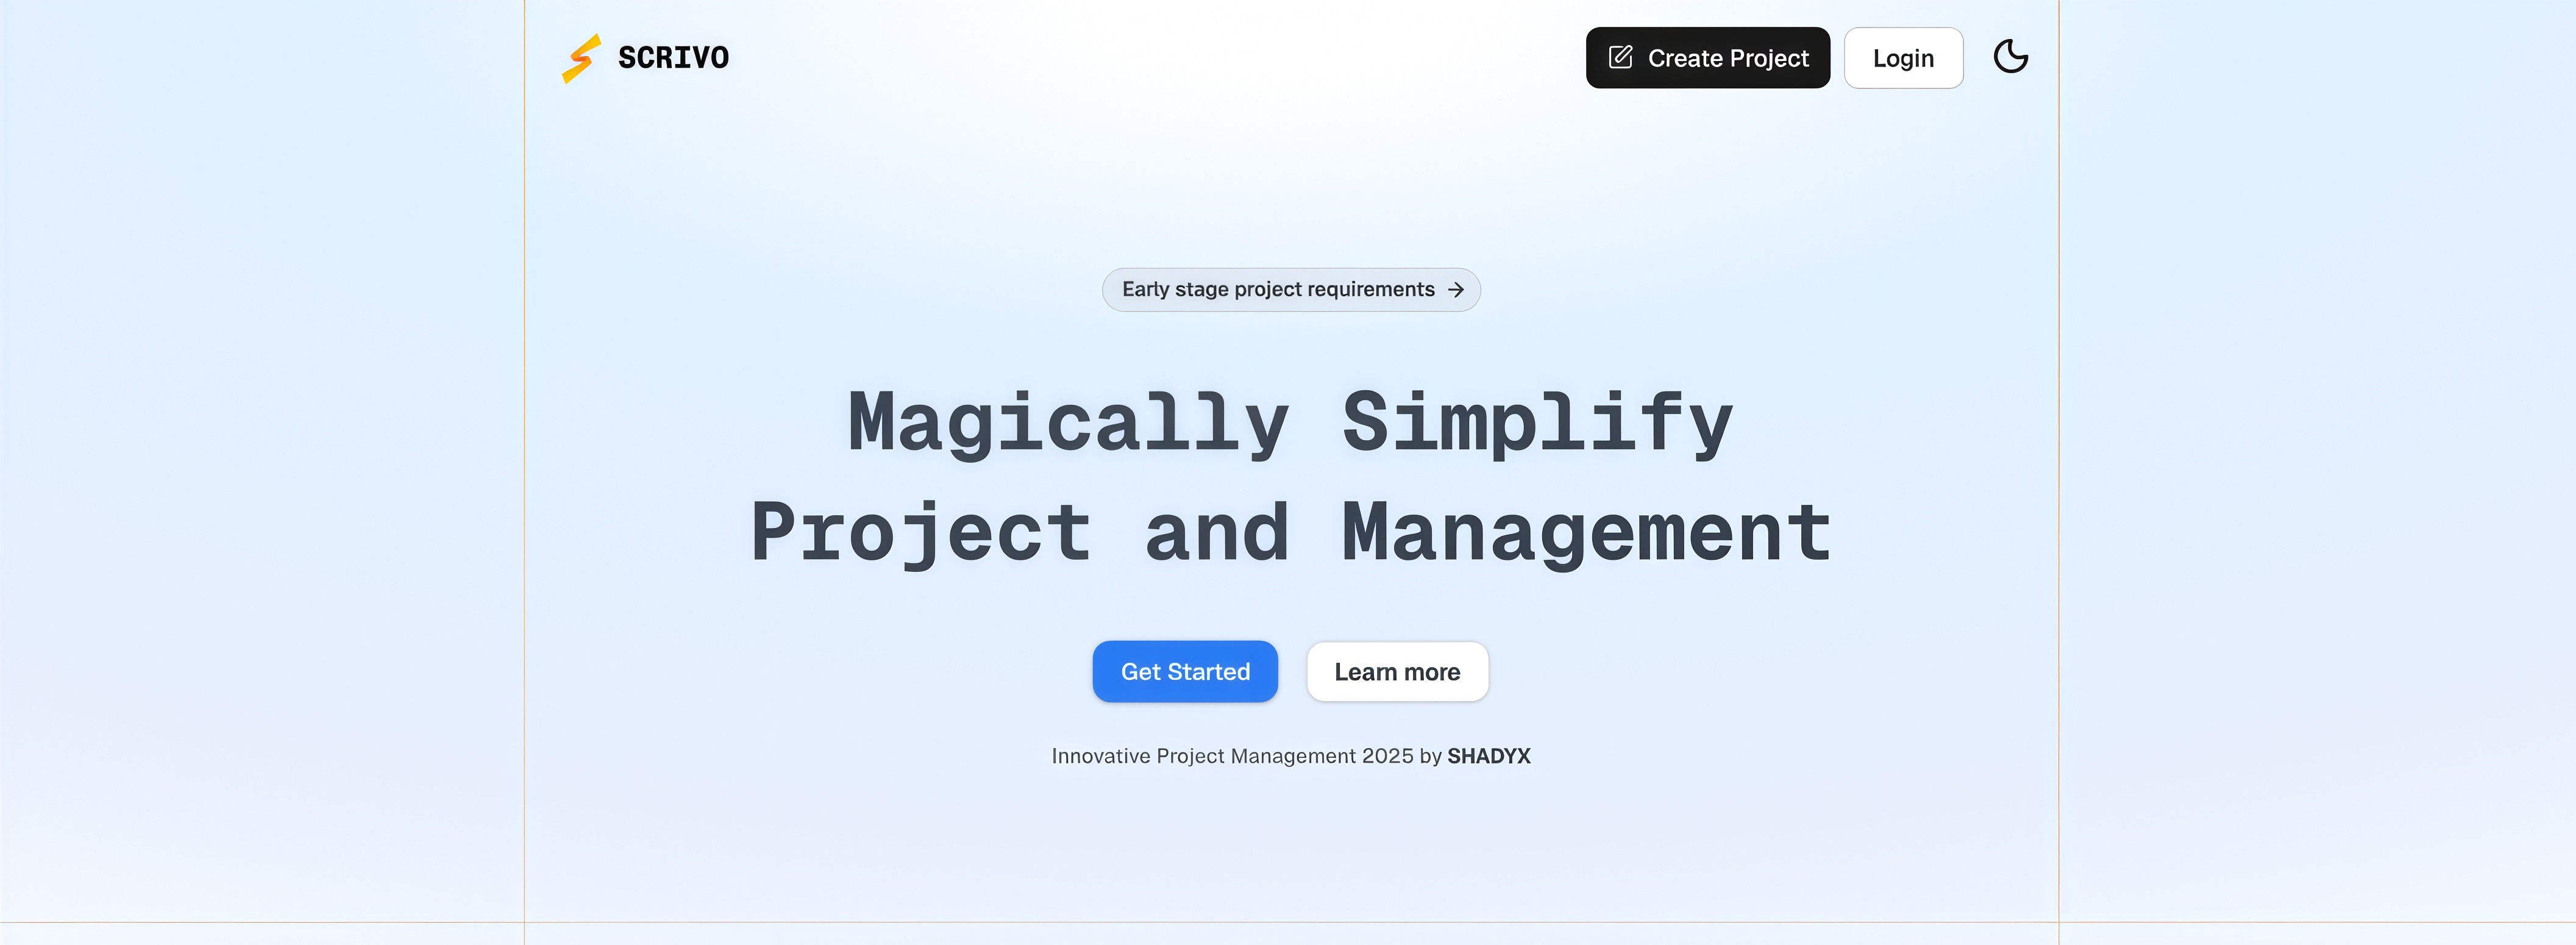 SCRIVO
Create Project
Login
Early stage project requirements →
Magically Simplify
Project and Management
Get Started
Learn more
Innovative Project Management 2025 by SHADYX